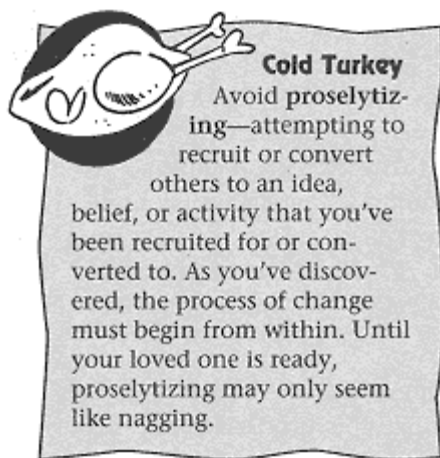 Cold Turkey
Avoid proselytiz-
ing—attempting to
recruit or convert
others to an idea,
belief, or activity that you've
been recruited for or con-
verted to. As you've discov-
ered, the process of change
must begin from within. Until
your loved one is ready,
proselytizing may only seem
like nagging.